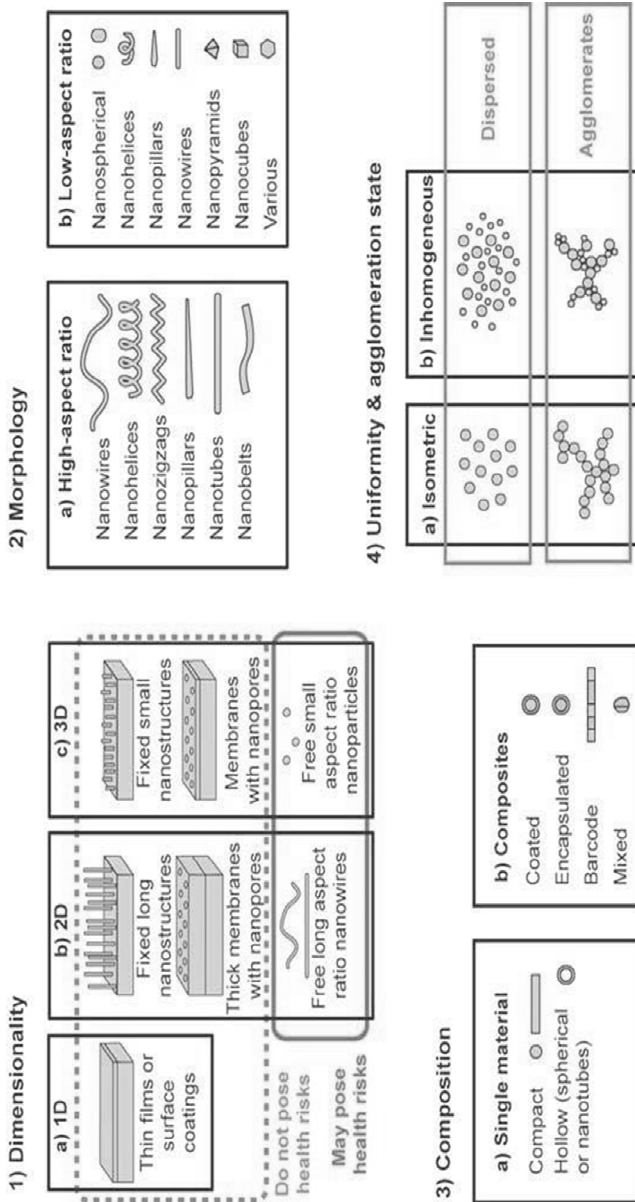 1) Dimensionality
a) 1D
Thin films or
surface
coatings
b) 2D
Fixed long
nanostructures
Thick membranes
with nanopores
Free long aspect
ratio nanowires
c) 3D
Fixed small
nanostructures
Membranes
with nanopores
Free small
aspect ratio
nanoparticles
Do not pose
health risks
May pose
health risks
2) Morphology
a) High-aspect ratio
Nanowires
Nanohelices
Nanozigzags
Nanopillars
Nanotubes
Nanobelts
b) Low-aspect ratio
Nanospherical
Nanohelices
Nanopillars
Nanowires
Nanopyramids
Nanocubes
Various
3) Composition
a) Single material
Compact
Hollow (spherical
or nanotubes)
b) Composites
Coated
Encapsulated
Barcode
Mixed
4) Uniformity & agglomeration state
a) Isometric
b) Inhomogeneous
Dispersed
Agglomerates